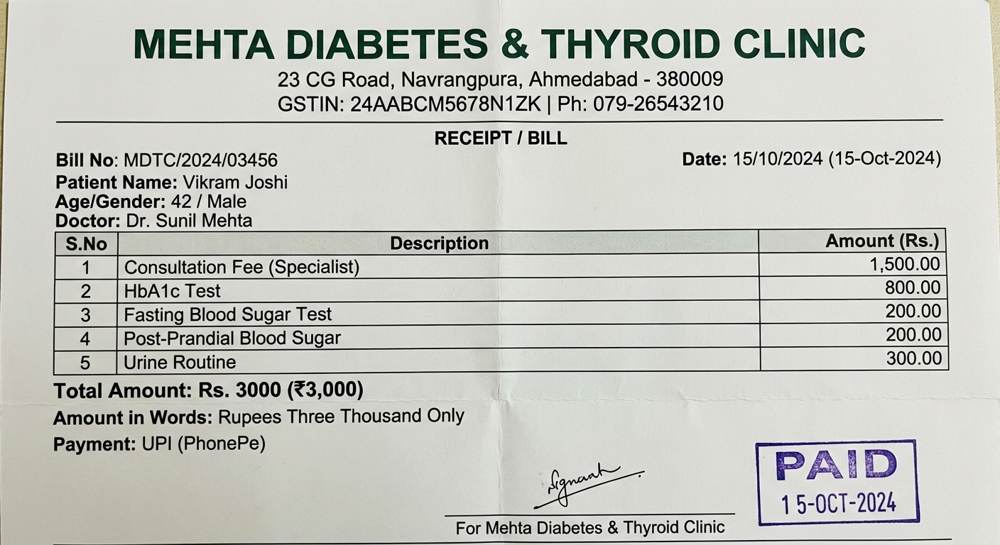 MEHTA DIABETES & THYROID CLINIC
23 CG Road, Navrangpura, Ahmedabad - 380009
GSTIN: 24AABCM5678N1ZK | Ph: 079-26543210
RECEIPT / BILL
Bill No: MDTC/2024/03456 Date: 15/10/2024 (15-Oct-2024)
Patient Name: Vikram Joshi
Age/Gender: 42 / Male
Doctor: Dr. Sunil Mehta
S.No Description Amount (Rs.)
1 Consultation Fee (Specialist) 1,500.00
2 HbA1c Test 800.00
3 Fasting Blood Sugar Test 200.00
4 Post-Prandial Blood Sugar 200.00
5 Urine Routine 300.00
Total Amount: Rs. 3000 (₹3,000)
Amount in Words: Rupees Three Thousand Only
Payment: UPI (PhonePe)
PAID
15-OCT-2024
For Mehta Diabetes & Thyroid Clinic